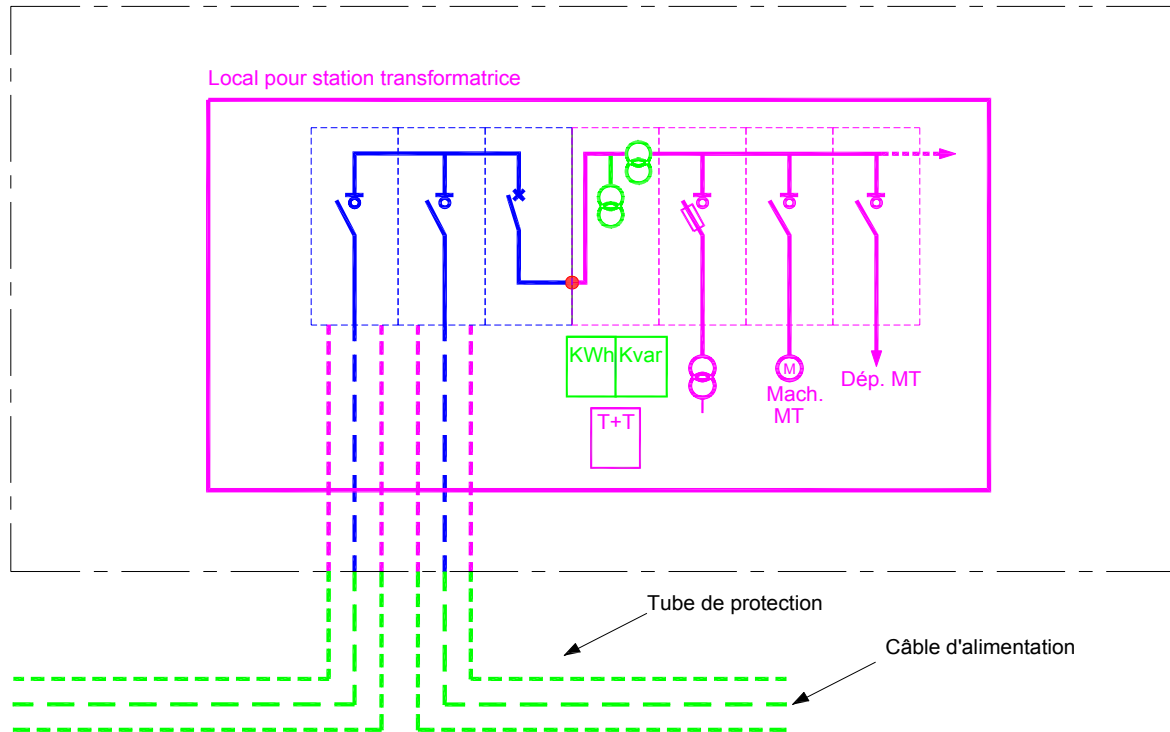 Local pour station transformatrice
KWh Kvar
T+T
M
Mach.
MT
Dép. MT
Tube de protection
Câble d'alimentation